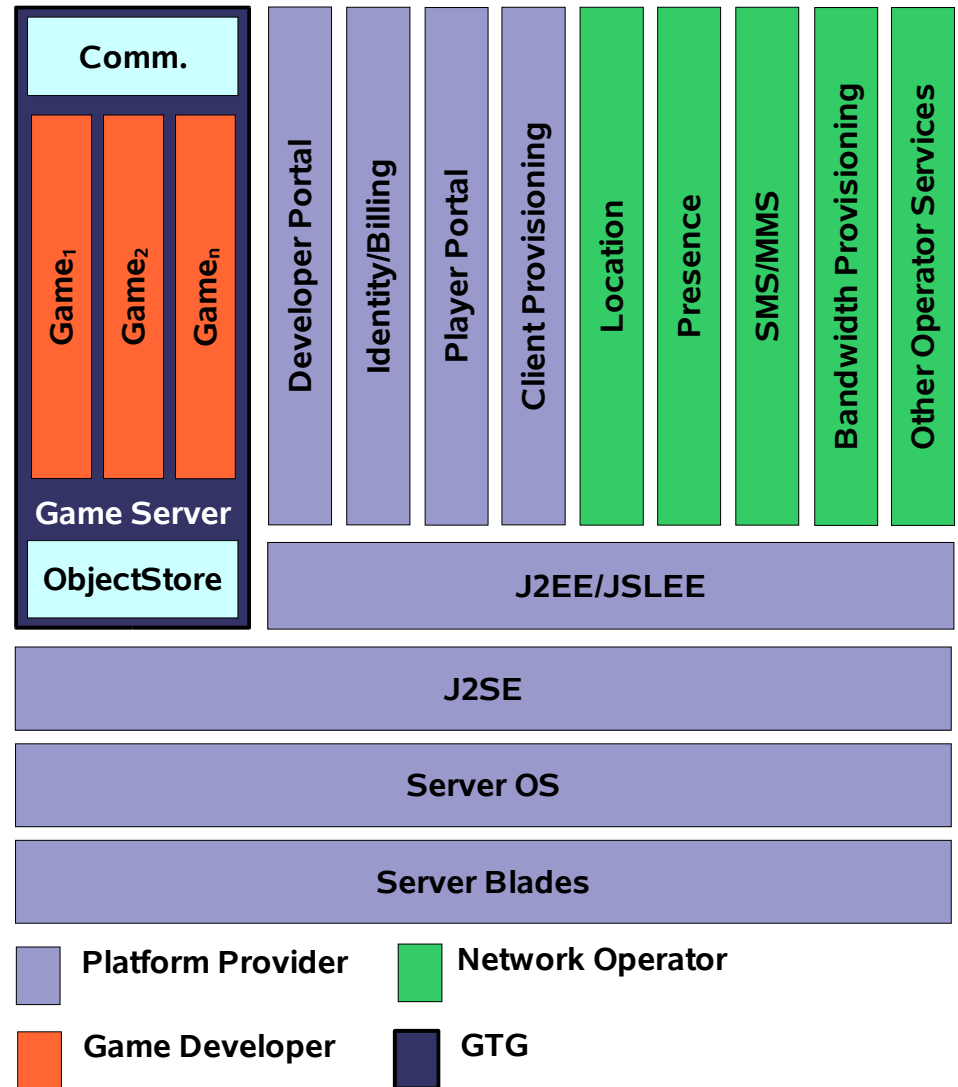 Comm.
Game1
Game2
Gamen
Game Server
ObjectStore
Developer Portal
Identity/Billing
Player Portal
Client Provisioning
Location
Presence
SMS/MMS
Bandwidth Provisioning
Other Operator Services
J2EE/JSLEE
J2SE
Server OS
Server Blades
Platform Provider
Network Operator
Game Developer
GTG